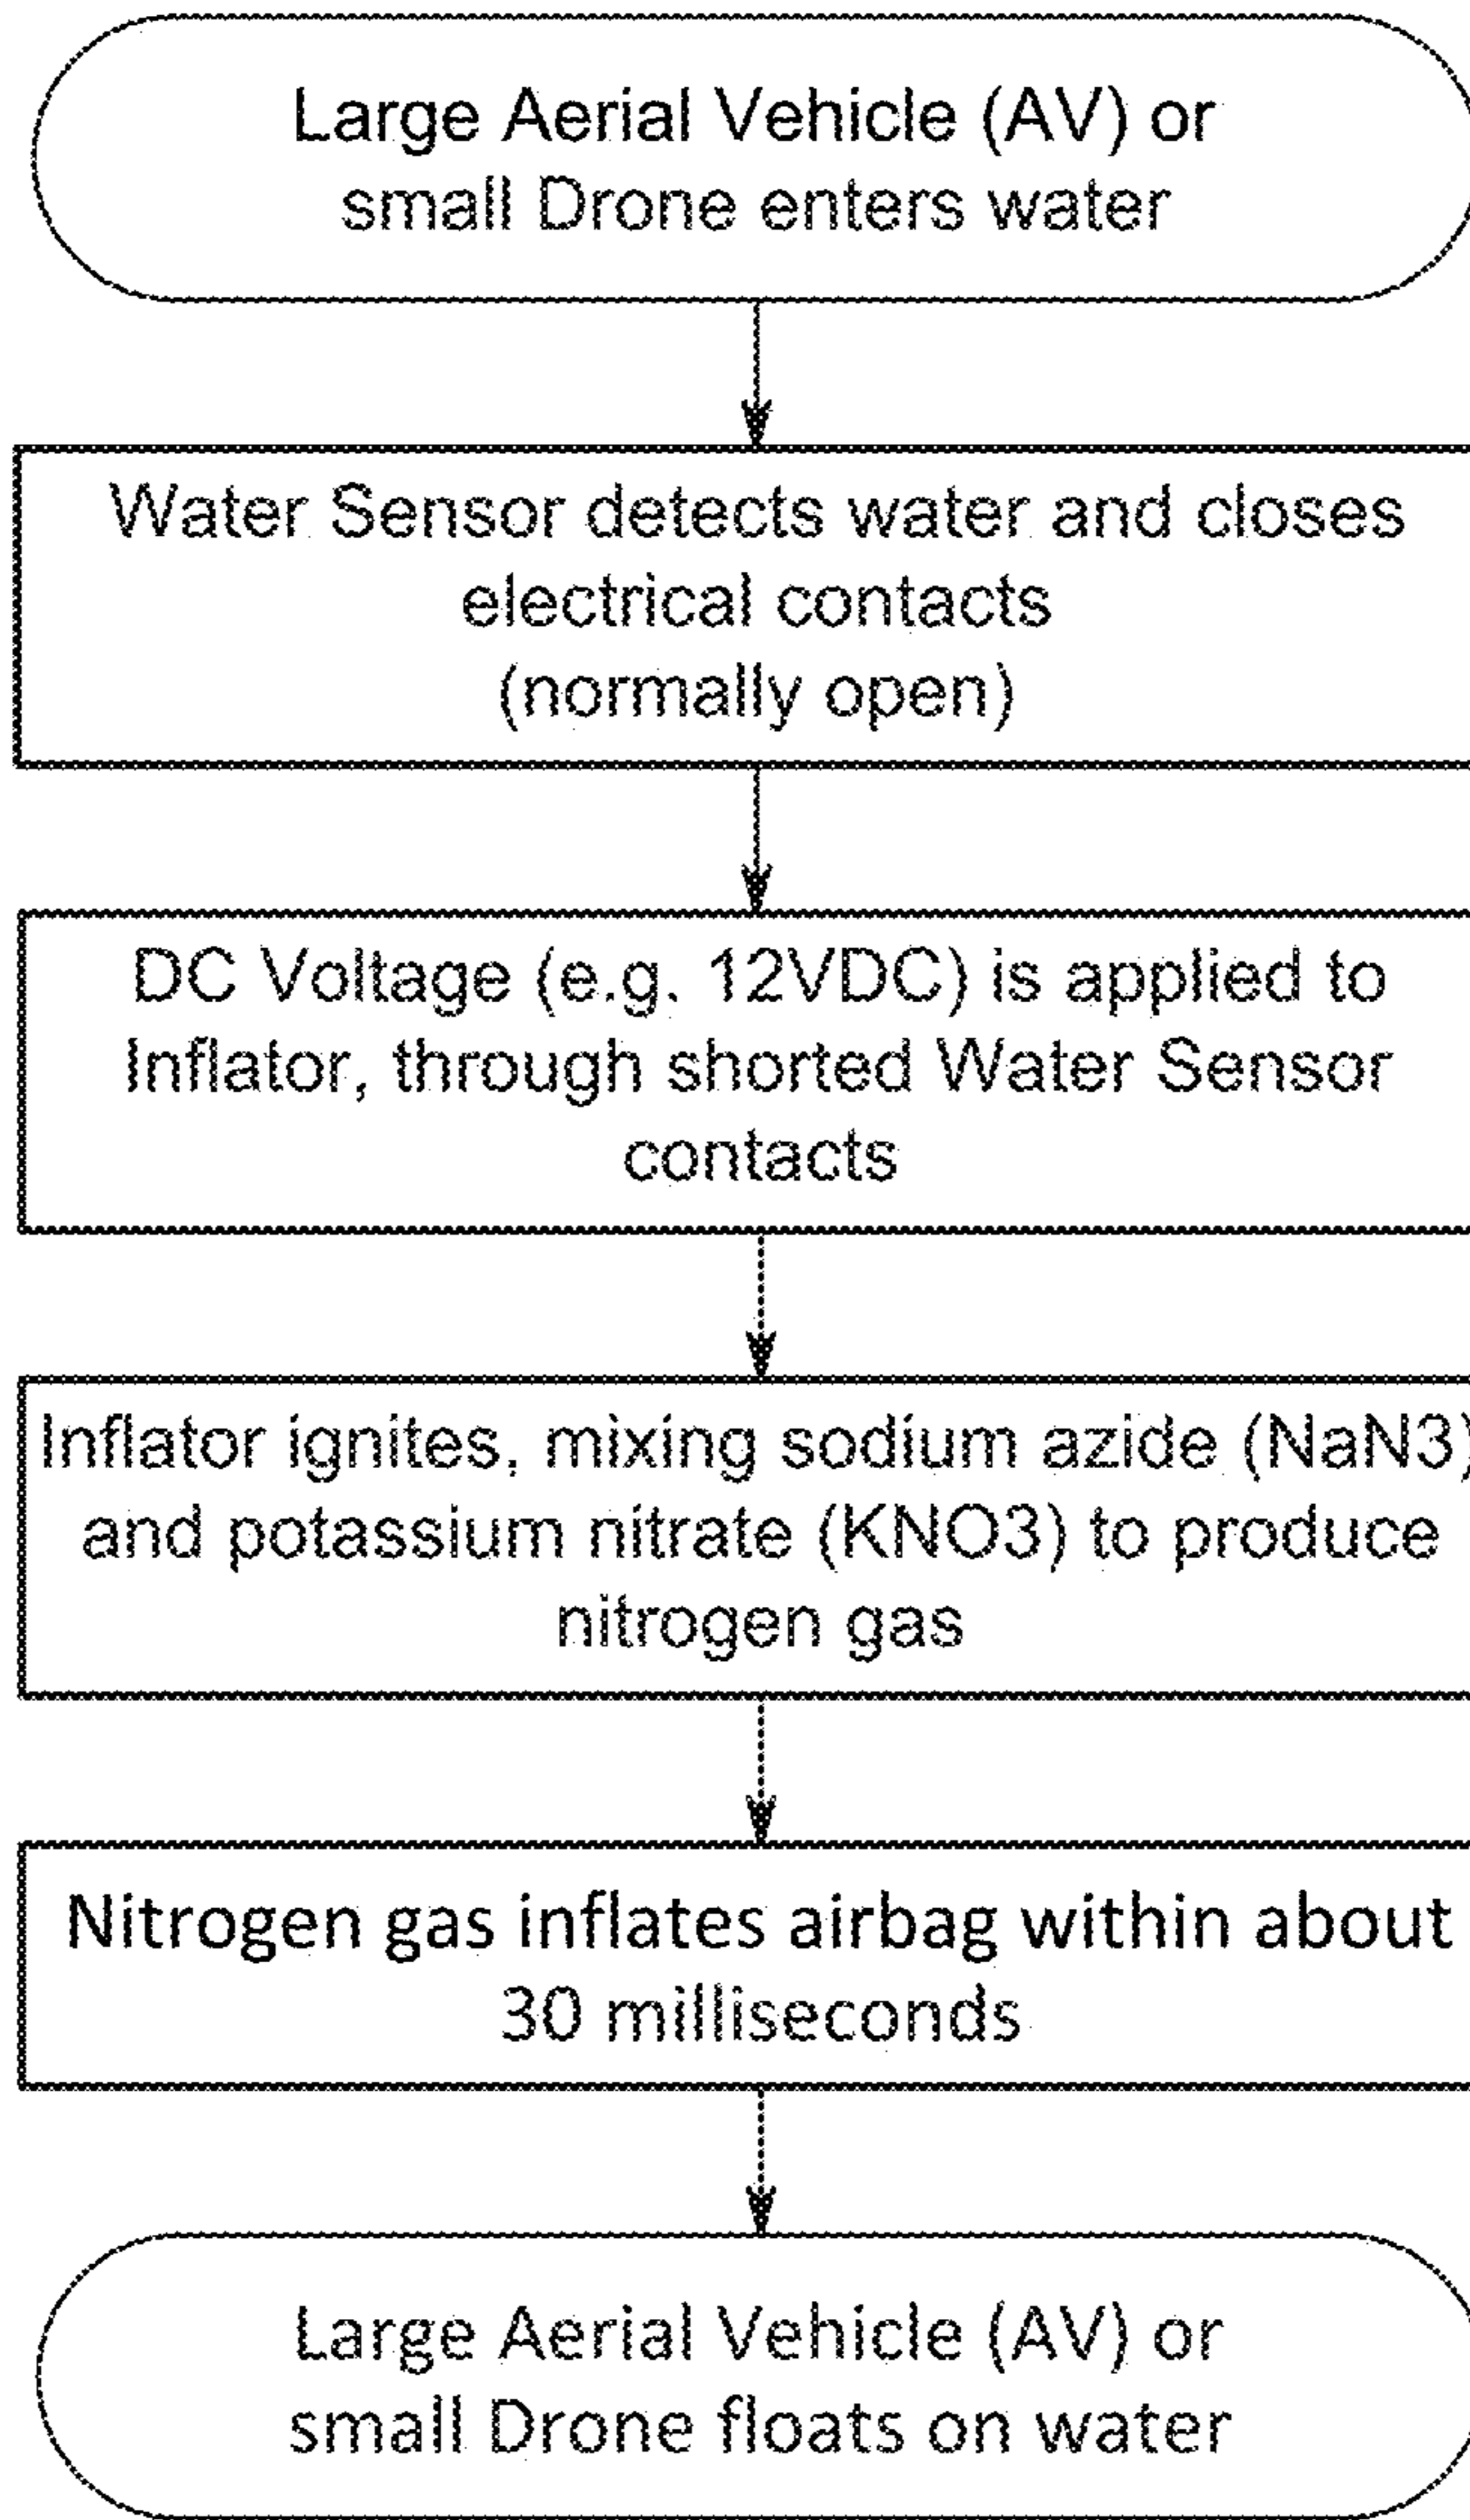 Large Aerial Vehicle (AV) or
small Drone enters water
Water Sensor detects water and closes
electrical contacts
(normally open)
DC Voltage (e.g. 12VDC) is applied to
Inflator, through shorted Water Sensor
contacts
Inflator ignites, mixing sodium azide (NaN3)
and potassium nitrate (KNO3) to produce
nitrogen gas
Nitrogen gas inflates airbag within about
30 milliseconds
Large Aerial Vehicle (AV) or
small Drone floats on water